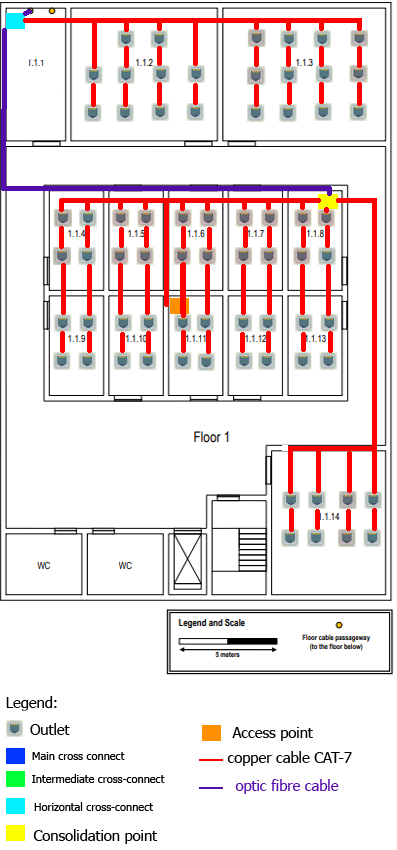 I.1.1
1.1.2
1.1.3
1.1.4
1.1.5
1.1.6
1.1.7
1.1.8
1.1.9
1.1.10
1.1.11
1.1.12
1.1.13
Floor 1
1.1.14
WC
WC
Legend and Scale
5 meters
Floor cable passageway
(to the floor below)
Legend:
Outlet
Access point
Main cross connect
copper cable CAT-7
Intermediate cross-connect
optic fibre cable
Horizontal cross-connect
Consolidation point